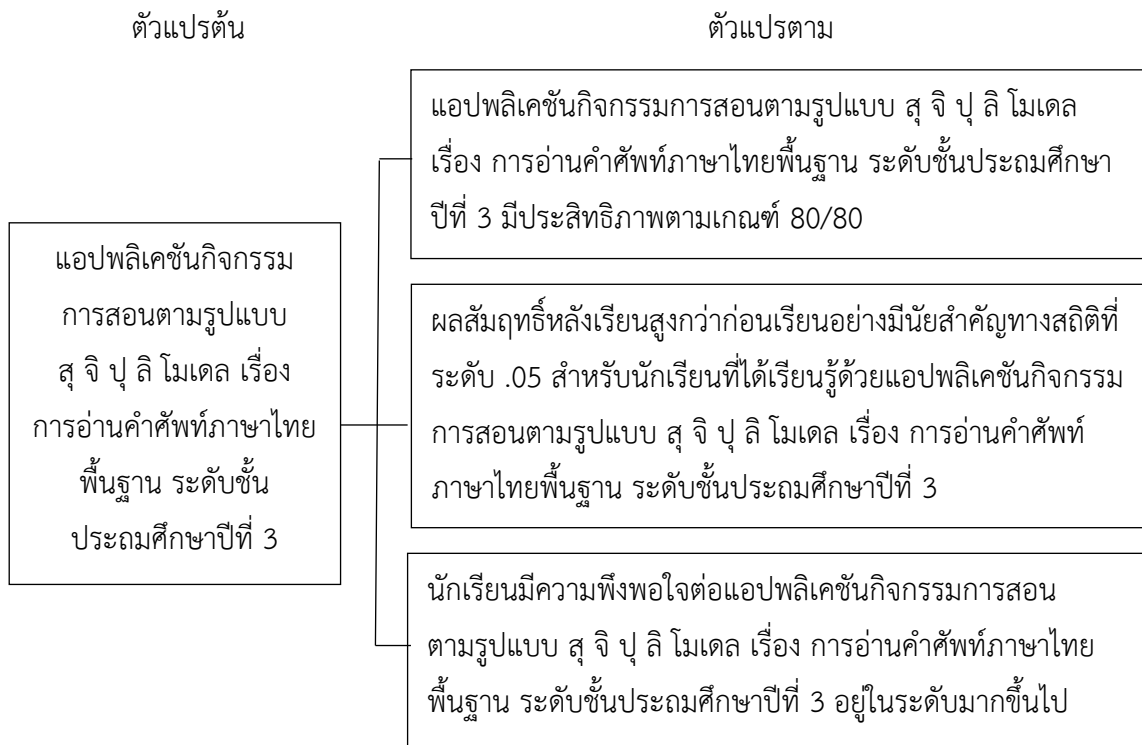 ตัวแปรต้น
ตัวแปรตาม
แอปพลิเคชันกิจกรรม
การสอนตามรูปแบบ
สุ จิ ปุ ลิ โมเดล เรื่อง
การอ่านคำศัพท์ภาษาไทย
พื้นฐาน ระดับชั้น
ประถมศึกษาปีที่ 3
แอปพลิเคชันกิจกรรมการสอนตามรูปแบบ สุ จิ ปุ ลิ โมเดล
เรื่อง การอ่านคำศัพท์ภาษาไทยพื้นฐาน ระดับชั้นประถมศึกษา
ปีที่ 3 มีประสิทธิภาพตามเกณฑ์ 80/80
ผลสัมฤทธิ์หลังเรียนสูงกว่าก่อนเรียนอย่างมีนัยสำคัญทางสถิติที่
ระดับ .05 สำหรับนักเรียนที่ได้เรียนรู้ด้วยแอปพลิเคชันกิจกรรม
การสอนตามรูปแบบ สุ จิ ปุ ลิ โมเดล เรื่อง การอ่านคำศัพท์
ภาษาไทยพื้นฐาน ระดับชั้นประถมศึกษาปีที่ 3
นักเรียนมีความพึงพอใจต่อแอปพลิเคชันกิจกรรมการสอน
ตามรูปแบบ สุ จิ ปุ ลิ โมเดล เรื่อง การอ่านคำศัพท์ภาษาไทย
พื้นฐาน ระดับชั้นประถมศึกษาปีที่ 3 อยู่ในระดับมากขึ้นไป